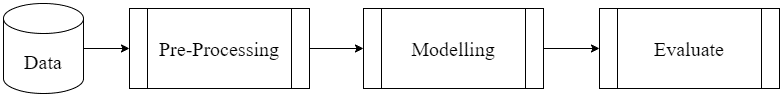 Data
Pre-Processing
Modelling
Evaluate